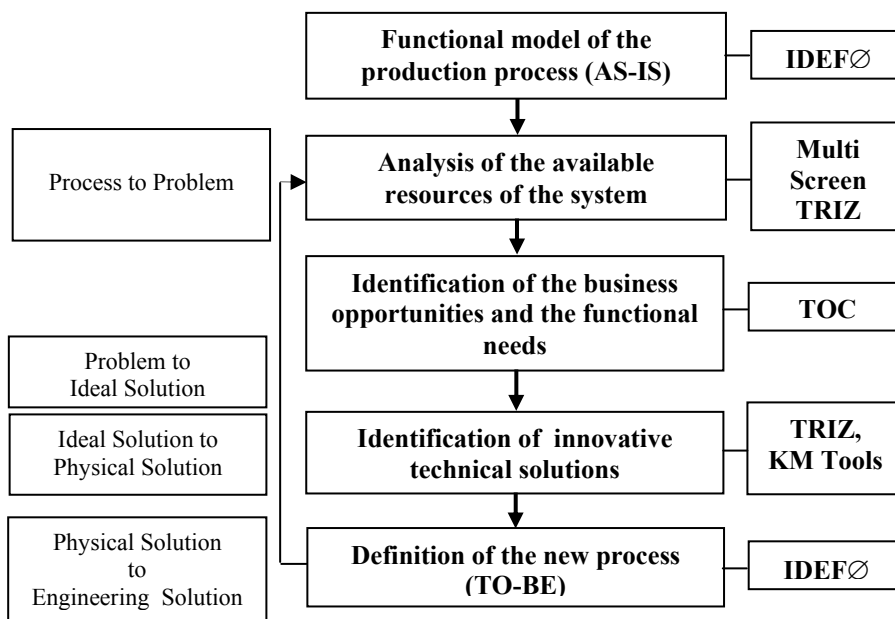 Functional model of the
production process (AS-IS)
IDEF∅
Process to Problem
Analysis of the available
resources of the system
Multi
Screen
TRIZ
Identification of the business
opportunities and the functional
needs
TOC
Problem to
Ideal Solution
Ideal Solution to
Physical Solution
Identification of innovative
technical solutions
TRIZ,
KM Tools
Physical Solution
to
Engineering Solution
Definition of the new process
(TO-BE)
IDEF∅